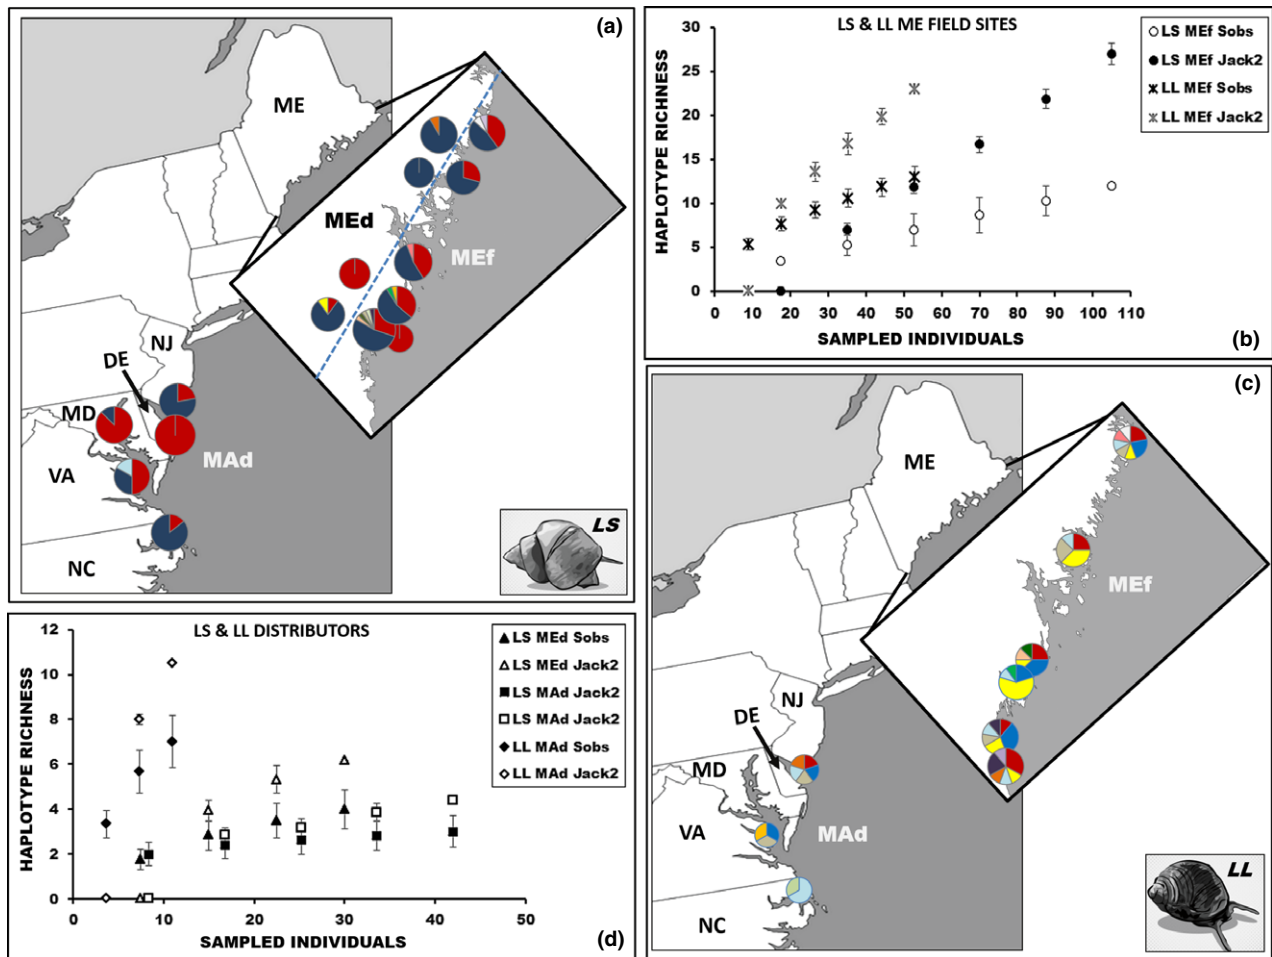 (a)
ME
MEd
MEf
NJ
DE
MD
MAd
VA
NC
LS
LS & LL ME FIELD SITES
HAPLOTYPE RICHNESS
30
25
20
15
10
5
0
0 10 20 30 40 50 60 70 80 90 100 110
SAMPLED INDIVIDUALS
LS MEf Sobs
LS MEf Jack2
LL MEf Sobs
LL MEf Jack2
(b)
(c)
ME
MEf
NJ
DE
MD
VA
MAd
NC
LL
LS & LL DISTRIBUTORS
HAPLOTYPE RICHNESS
12
10
8
6
4
2
0
0 10 20 30 40 50
SAMPLED INDIVIDUALS
LS MEd Sobs
LS MEd Jack2
LS MAd Jack2
LS MAd Jack2
LL MAd Sobs
LL MAd Jack2
(d)